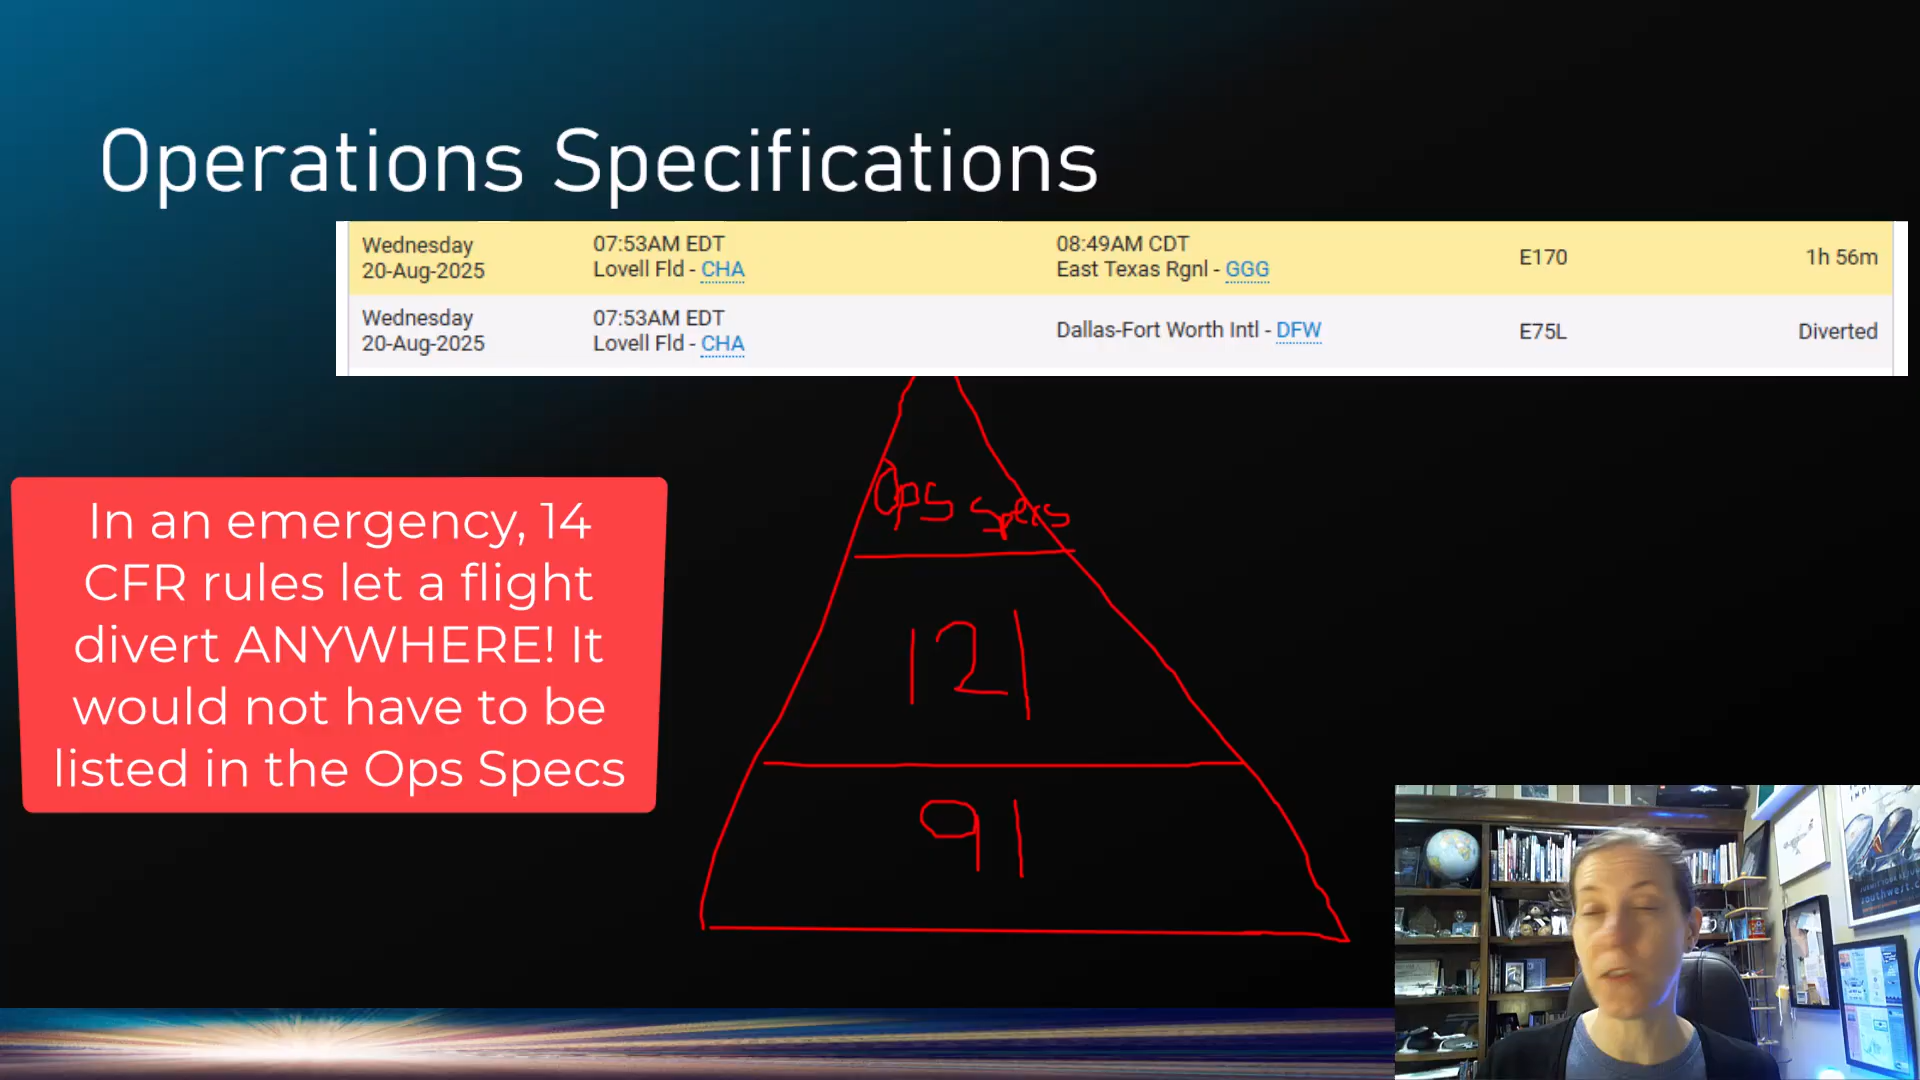 Operations Specifications
Wednesday 07:53AM EDT 08:49AM CDT E170 1h 56m
20-Aug-2025 Lovell Fld - CHA East Texas Rgnl - GGG
Wednesday 07:53AM EDT Dallas-Fort Worth Intl - DFW E75L Diverted
20-Aug-2025 Lovell Fld - CHA
In an emergency, 14
CFR rules let a flight
divert ANYWHERE! It
would not have to be
listed in the Ops Specs
Ops Specs
121
91